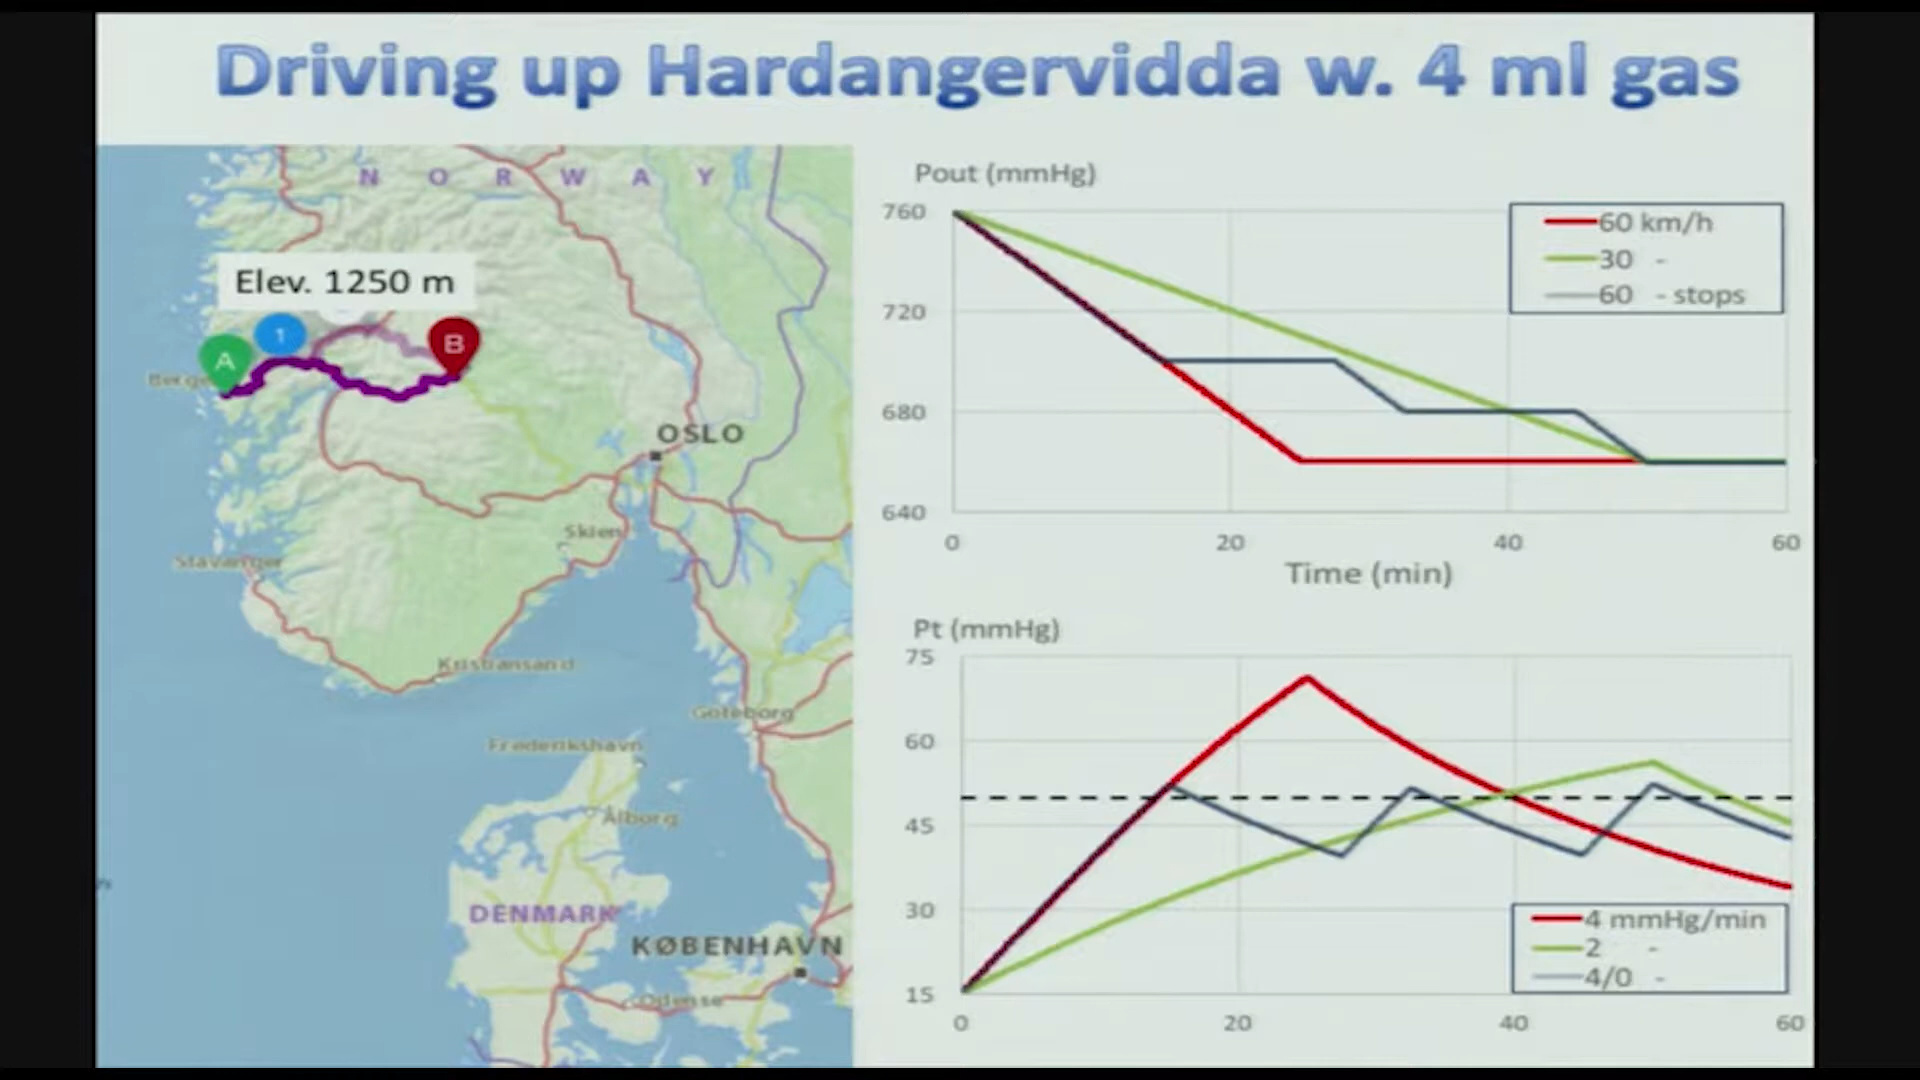 Driving up Hardangervidda w. 4 ml gas
NORWAY
Elev. 1250 m
1
A
B
OSLO
Skien
Stavanger
Kristiansand
Göteborg
Frederikshavn
Ålborg
DENMARK
KØBENHAVN
Odense
Pout (mmHg)
760
720
680
640
0 20 40 60
Time (min)
60 km/h
30 -
60 - stops
Pt (mmHg)
75
60
45
30
15
0 20 40 60
4 mmHg/min
2 -
4/0 -